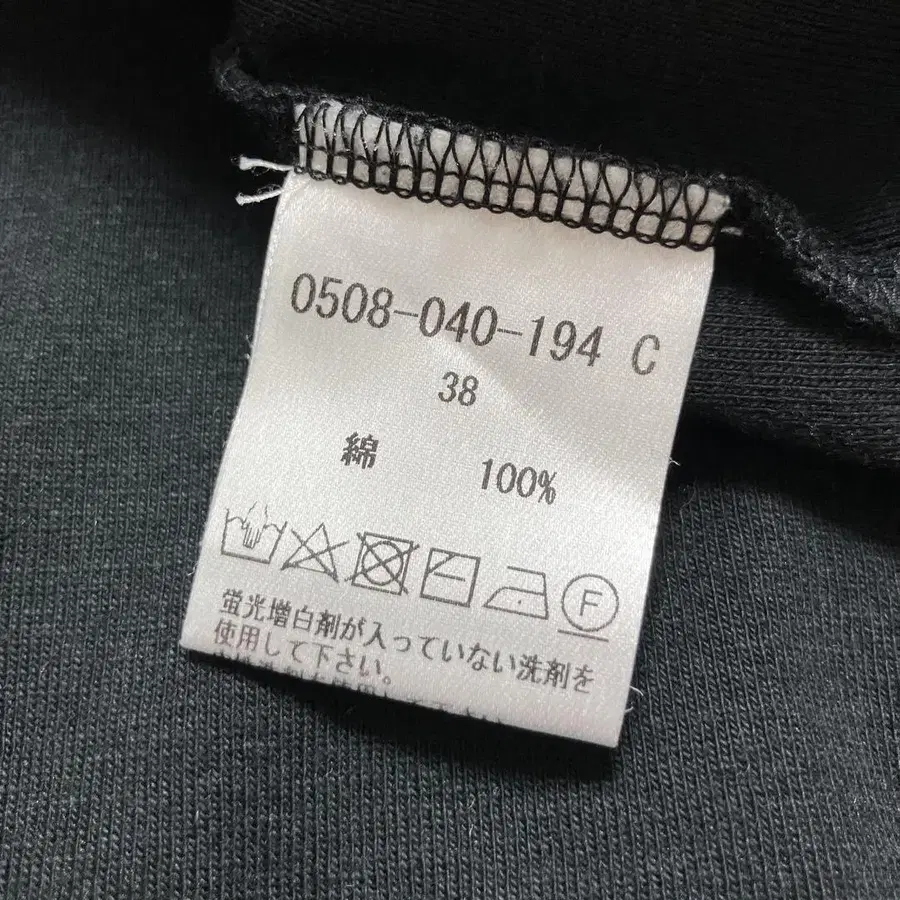 0508-040-194 C
38
綿 100%
F
蛍光増白剤が入っていない洗剤を
使用して下さい。